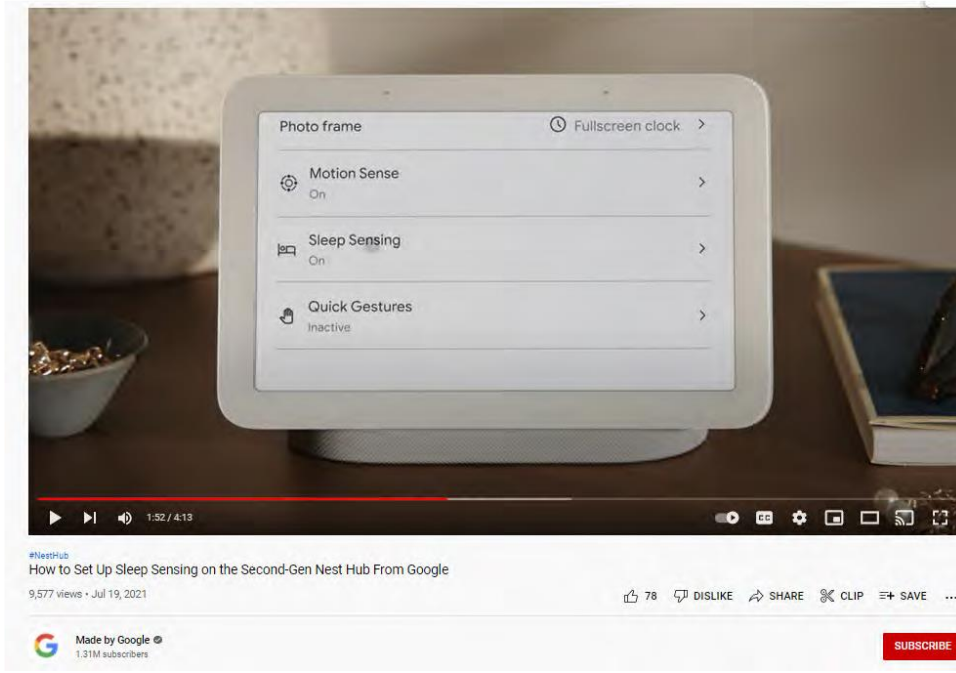 Photo frame
Fullscreen clock
Motion Sense
On
Sleep Sensing
On
Quick Gestures
Inactive
1:52 / 4:13
CC
#NestHub
How to Set Up Sleep Sensing on the Second-Gen Nest Hub From Google
9,577 views • Jul 19, 2021
78 DISLIKE SHARE CLIP SAVE ...
Made by Google
1.31M subscribers
SUBSCRIBE